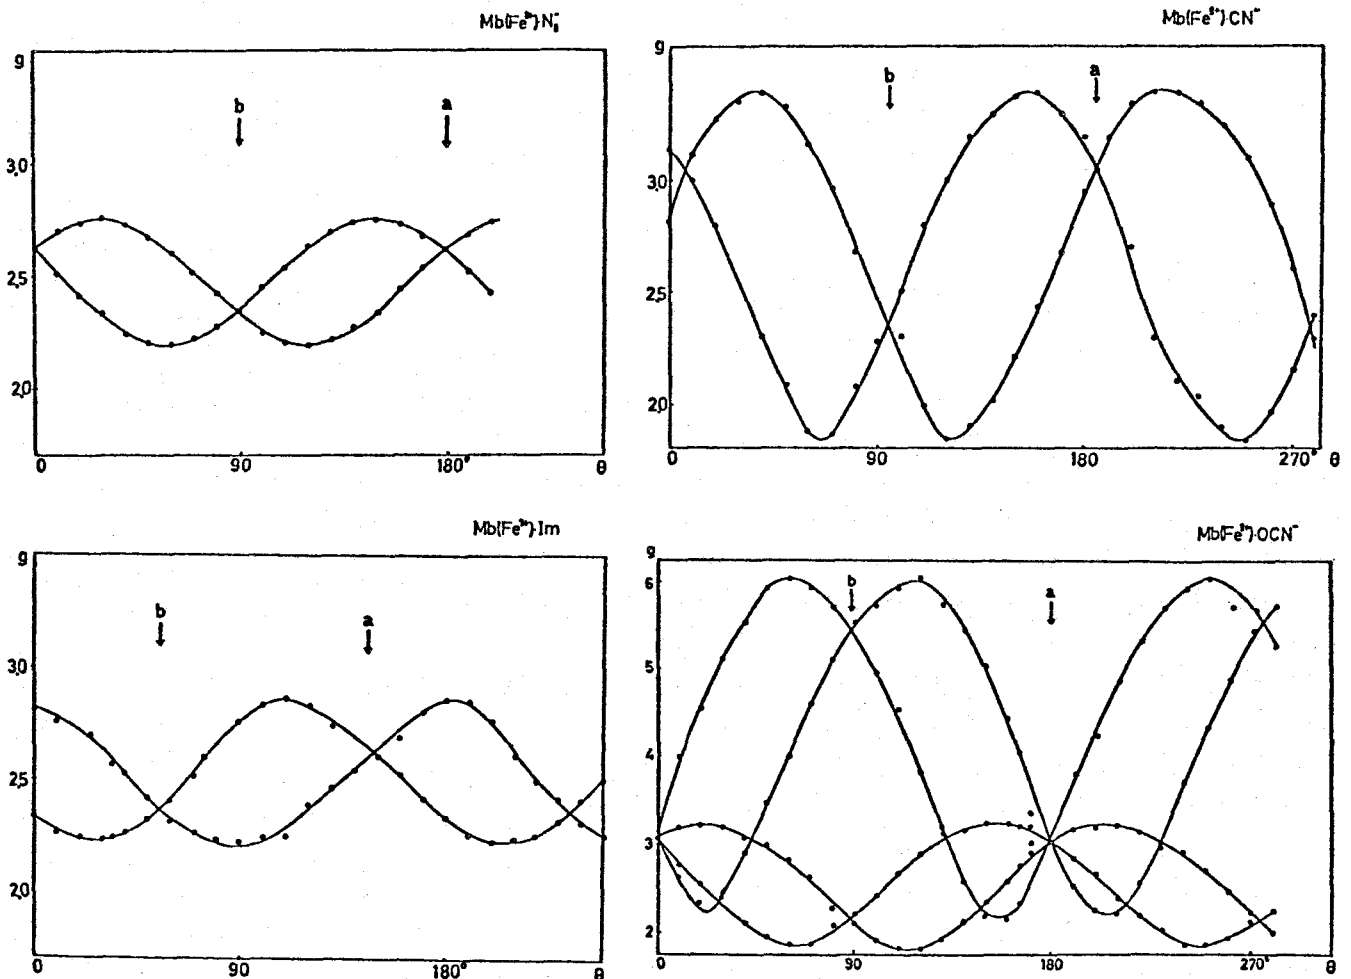 Mb(Fe³⁺)·N₃⁻
g
b
a
3,0
2,5
2,0
0
90
180°
θ
Mb(Fe³⁺)·CN⁻
g
b
a
3,0
2,5
2,0
0
90
180
270°
θ
Mb(Fe³⁺)·Im
g
b
a
3,0
2,5
2,0
0
90
180°
θ
Mb(Fe³⁺)·OCN⁻
g
b
a
6
5
4
3
2
0
90
180
270°
θ